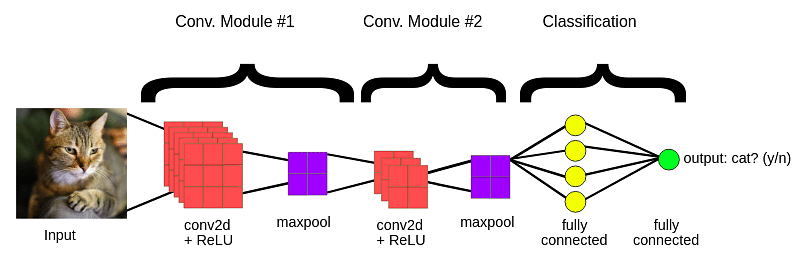 Conv. Module #1
Conv. Module #2
Classification
output: cat? (y/n)
Input
conv2d
+ ReLU
maxpool
conv2d
+ ReLU
maxpool
fully
connected
fully
connected